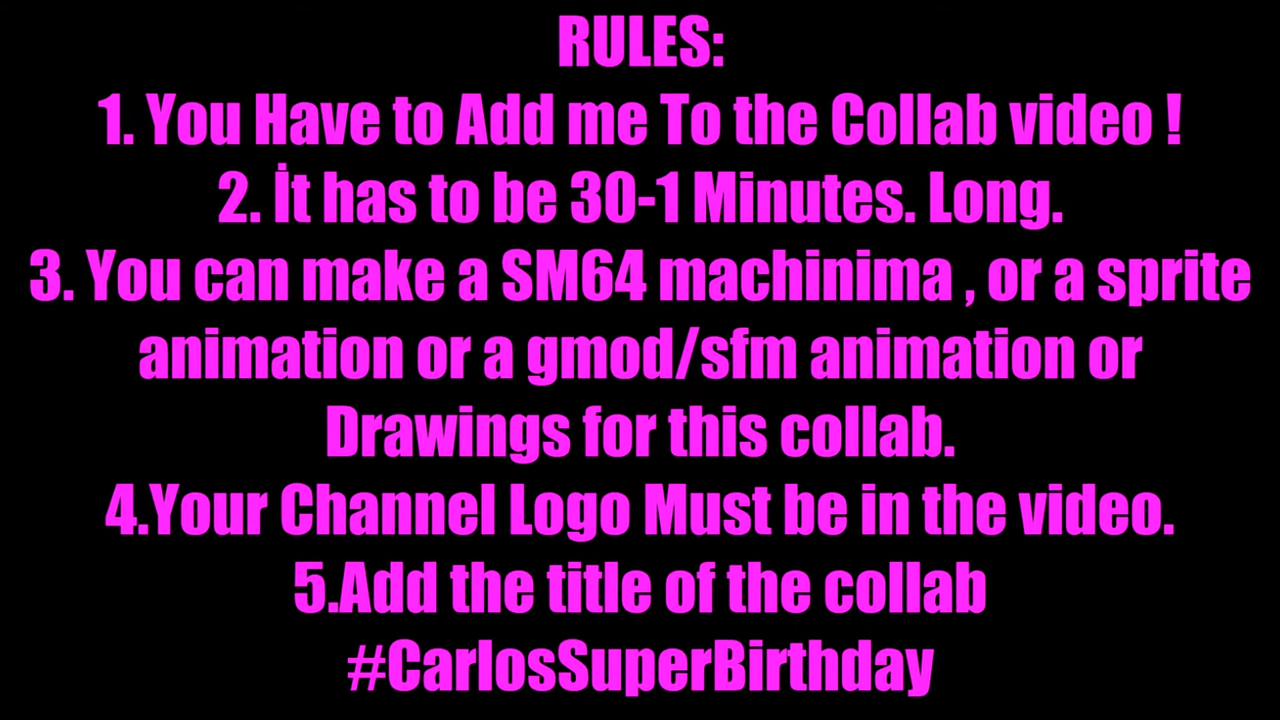 RULES:
1. You Have to Add me To the Collab video !
2. İt has to be 30-1 Minutes. Long.
3. You can make a SM64 machinima , or a sprite
animation or a gmod/sfm animation or
Drawings for this collab.
4.Your Channel Logo Must be in the video.
5.Add the title of the collab
#CarlosSuperBirthday